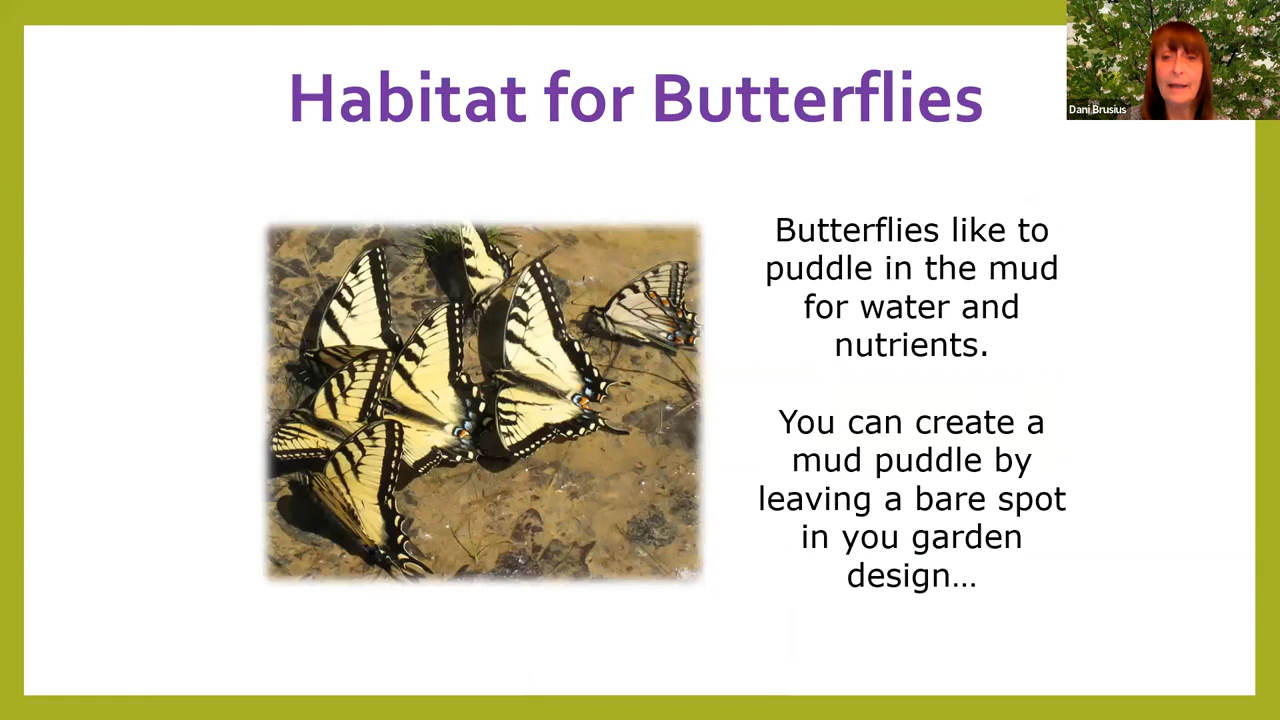 Habitat for Butterflies
Dani Brusius
Butterflies like to
puddle in the mud
for water and
nutrients.
You can create a
mud puddle by
leaving a bare spot
in you garden
design...